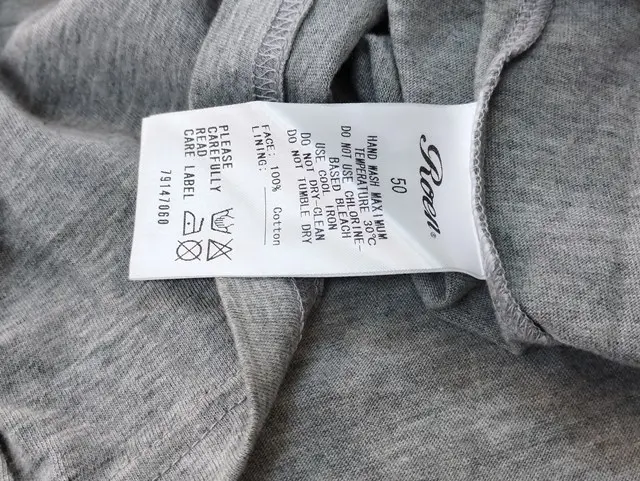 Roen®
50
HAND WASH MAXIMUM
TEMPERATURE 30°C
DO NOT USE CHLORINE-
BASED BLEACH
USE COOL IRON
DO NOT DRY-CLEAN
DO NOT TUMBLE DRY
FACE: 100% Cotton
LINING:
PLEASE
CAREFULLY
READ
CARE LABEL
79147060